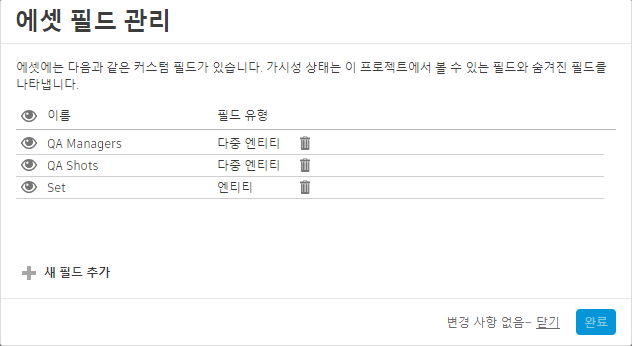 에셋 필드 관리
에셋에는 다음과 같은 커스텀 필드가 있습니다. 가시성 상태는 이 프로젝트에서 볼 수 있는 필드와 숨겨진 필드를
나타냅니다.
이름 필드 유형
QA Managers 다중 엔티티
QA Shots 다중 엔티티
Set 엔티티
새 필드 추가
변경 사항 없음– 닫기 완료